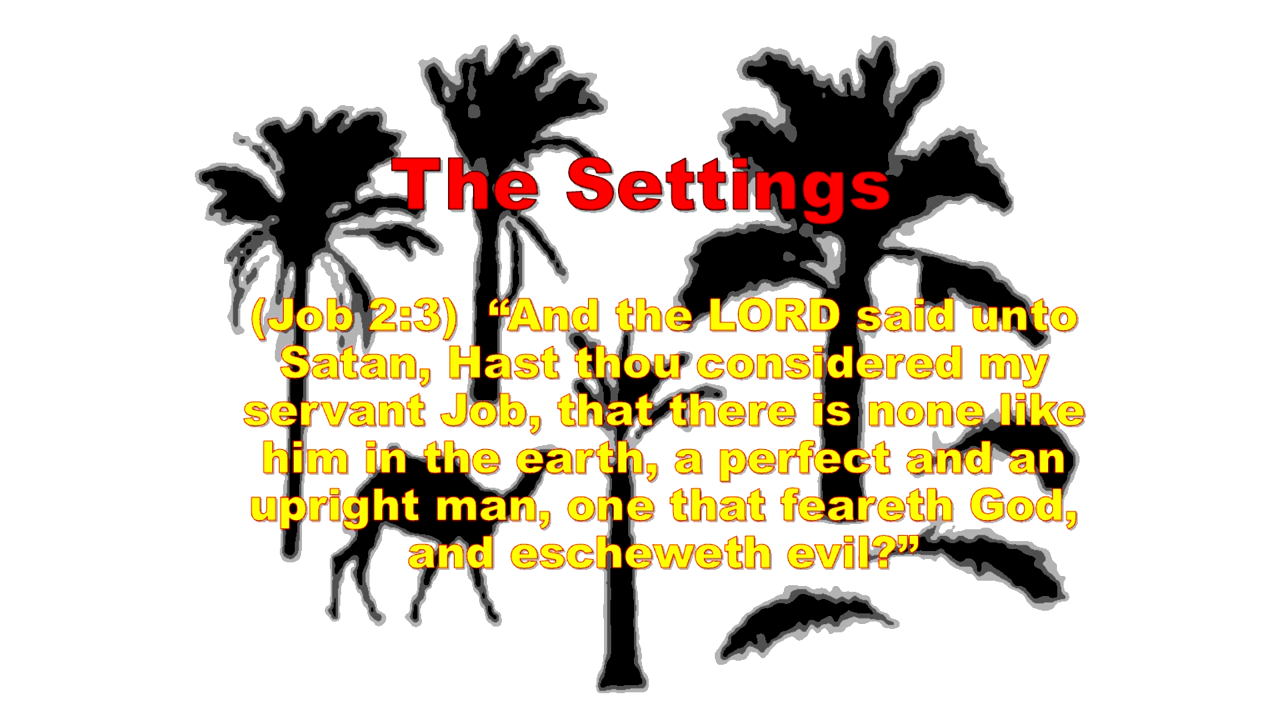 The Settings
(Job 2:3)  “And the LORD said unto
Satan, Hast thou considered my
servant Job, that there is none like
him in the earth, a perfect and an
upright man, one that feareth God,
and escheweth evil?”